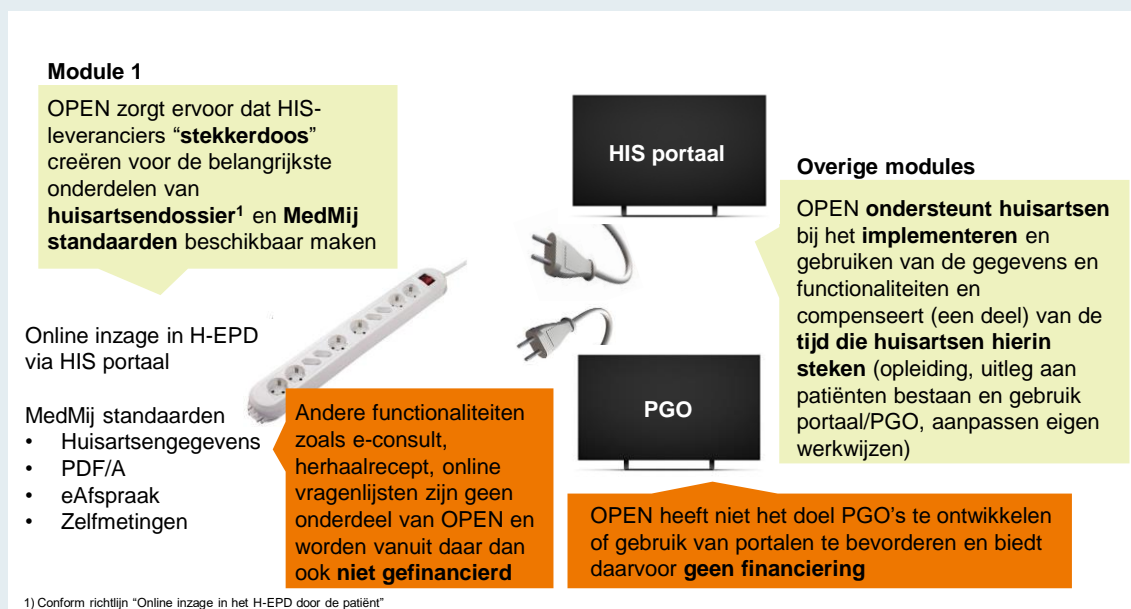 Module 1
OPEN zorgt ervoor dat HIS-
leveranciers “stekkerdoos”
creëren voor de belangrijkste
onderdelen van
huisartsendossier¹ en MedMij
standaarden beschikbaar maken
Online inzage in H-EPD
via HIS portaal
MedMij standaarden
• Huisartsengegevens
• PDF/A
• eAfspraak
• Zelfmetingen
Andere functionaliteiten
zoals e-consult,
herhaalrecept, online
vragenlijsten zijn geen
onderdeel van OPEN en
worden vanuit daar dan
ook niet gefinancierd
HIS portaal
PGO
Overige modules
OPEN ondersteunt huisartsen
bij het implementeren en
gebruiken van de gegevens en
functionaliteiten en
compenseert (een deel) van de
tijd die huisartsen hierin
steken (opleiding, uitleg aan
patiënten bestaan en gebruik
portaal/PGO, aanpassen eigen
werkwijzen)
OPEN heeft niet het doel PGO’s te ontwikkelen
of gebruik van portalen te bevorderen en biedt
daarvoor geen financiering
1) Conform richtlijn “Online inzage in het H-EPD door de patiënt”